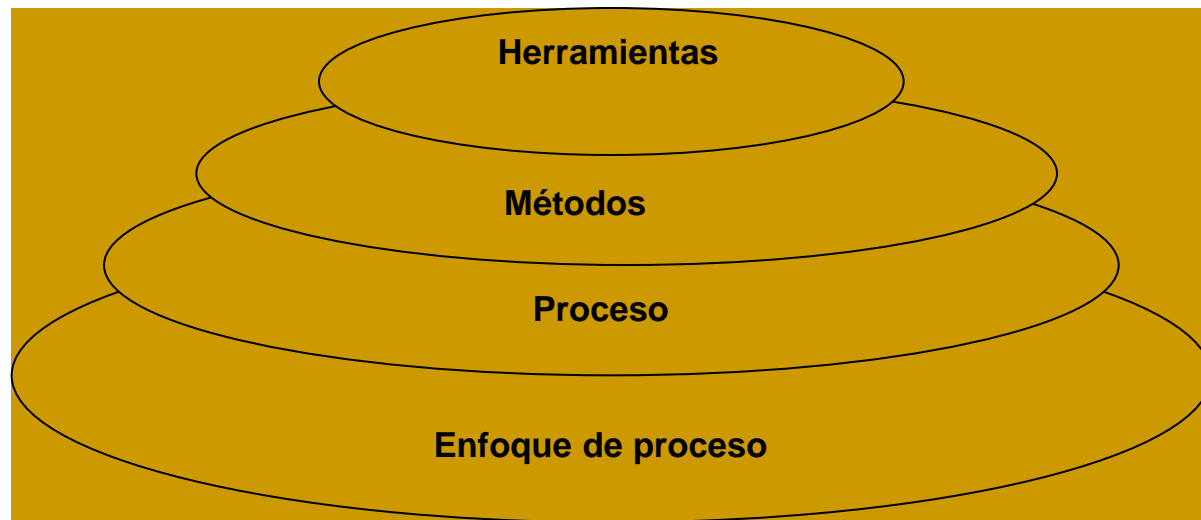 Herramientas
Métodos
Proceso
Enfoque de proceso